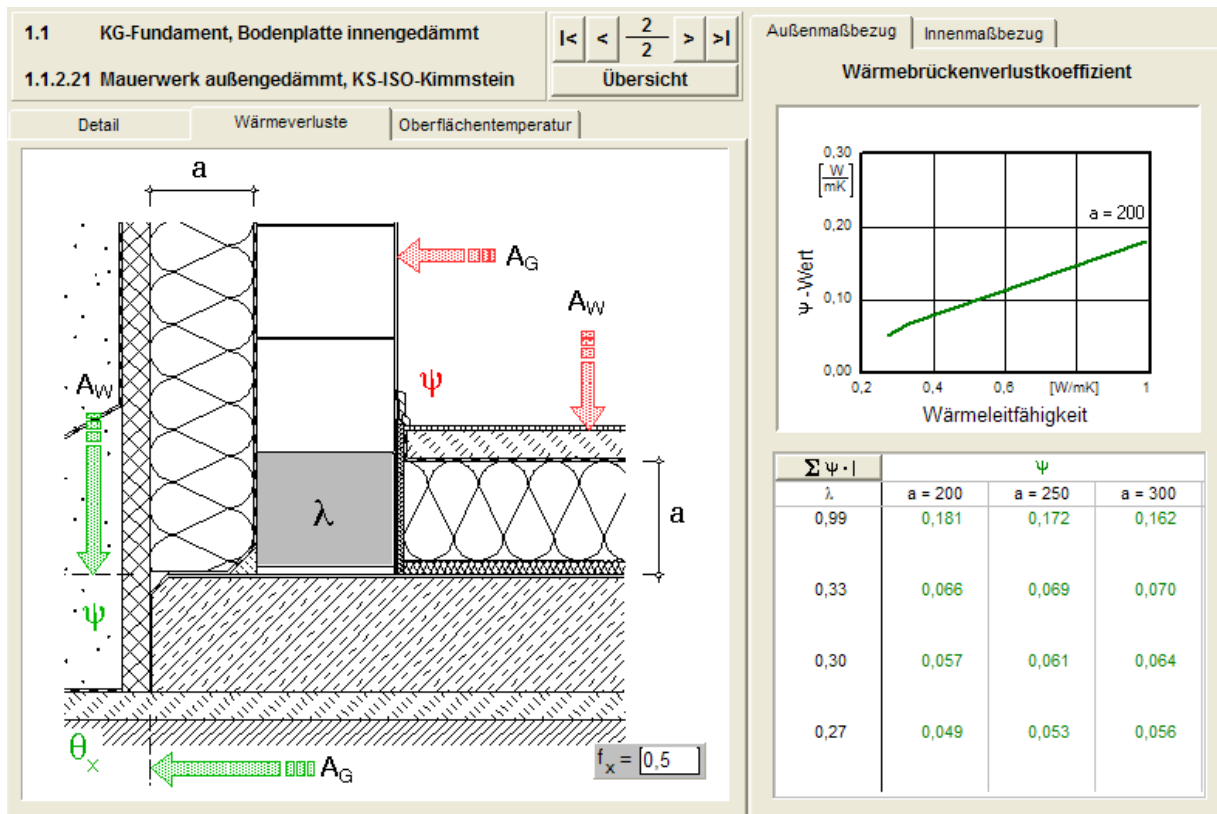 1.1 KG-Fundament, Bodenplatte innengedämmt
1.1.2.21 Mauerwerk außengedämmt, KS-ISO-Kimmstein
I< < 2/2 > >I
Übersicht
Detail Wärmeverluste Oberflächentemperatur
a
A_G
A_W
A_W
ψ
λ
a
ψ
θ_x
A_G
f_x = 0,5
Außenmaßbezug Innenmaßbezug
Wärmebrückenverlustkoeffizient
0,30
[W/mK]
0,20
a = 200
ψ -Wert
0,10
0,00
0,2 0,4 0,6 [W/mK] 1
Wärmeleitfähigkeit
Σ ψ · l ψ
λ a = 200 a = 250 a = 300
0,99 0,181 0,172 0,162
0,33 0,066 0,069 0,070
0,30 0,057 0,061 0,064
0,27 0,049 0,053 0,056